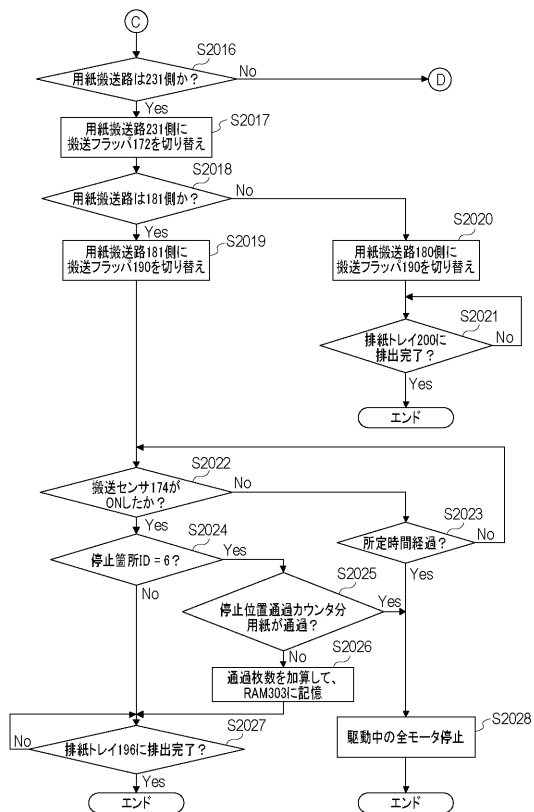 C
S2016
用紙搬送路は231側か?
No
D
Yes
S2017
用紙搬送路231側に
搬送フラッパ172を切り替え
S2018
用紙搬送路は181側か?
No
Yes
S2019
用紙搬送路181側に
搬送フラッパ190を切り替え
S2020
用紙搬送路180側に
搬送フラッパ190を切り替え
S2021
排紙トレイ200に
排出完了?
No
Yes
エンド
S2022
搬送センサ174が
ONしたか?
No
Yes
S2023
所定時間経過?
No
Yes
S2024
停止箇所ID = 6?
Yes
No
S2025
停止位置通過カウンタ分
用紙が通過?
Yes
No
S2026
通過枚数を加算して、
RAM303に記憶
S2027
排紙トレイ196に排出完了?
No
Yes
エンド
S2028
駆動中の全モータ停止
エンド